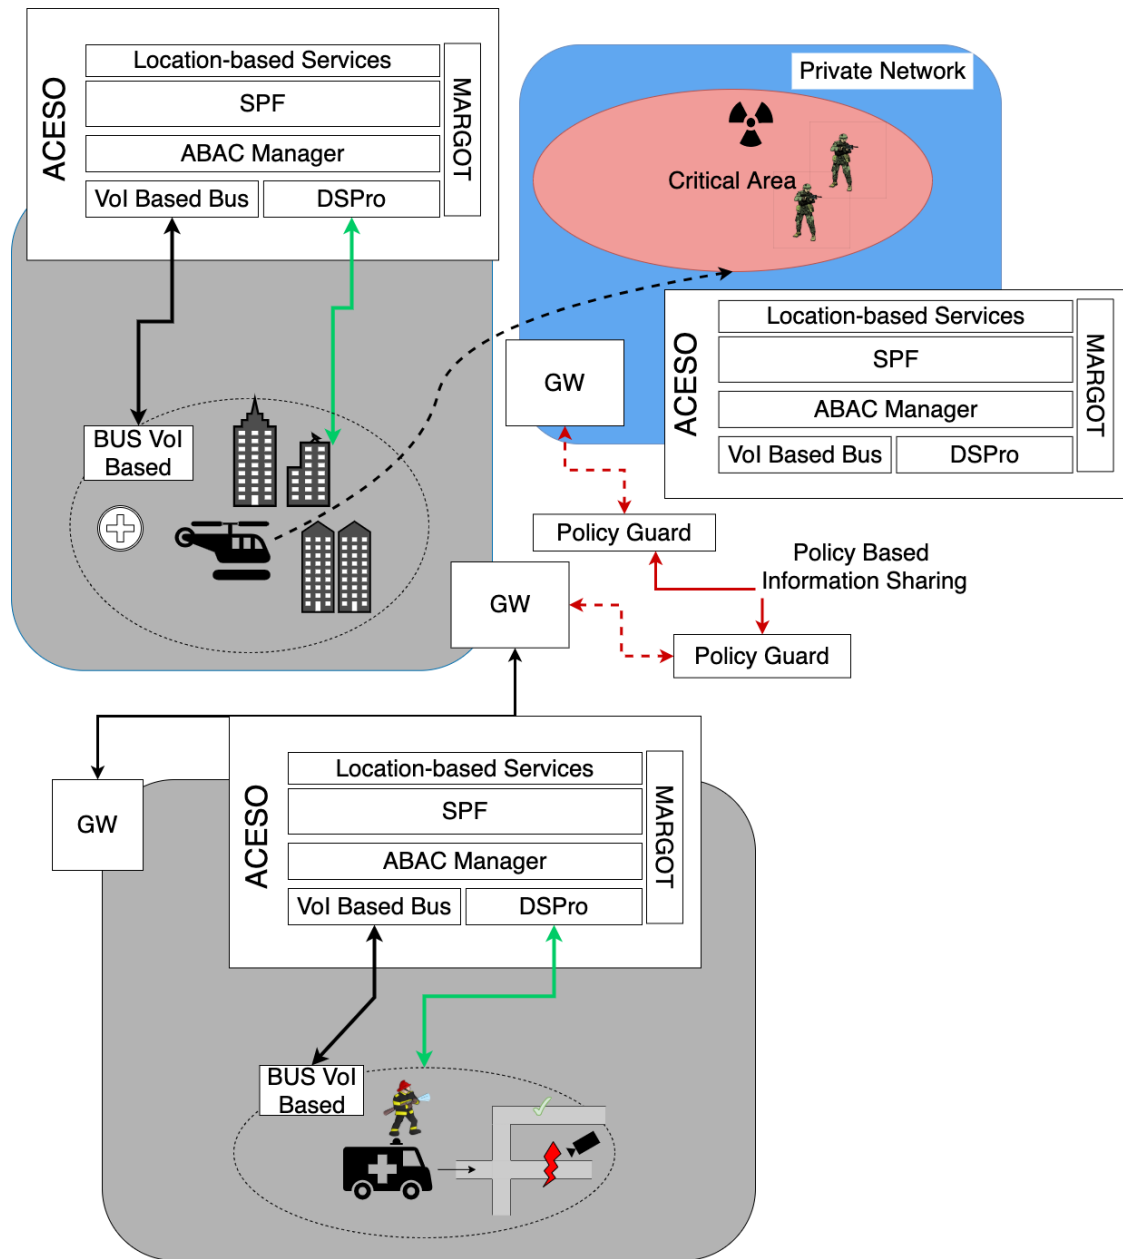 ACESO
Location-based Services
SPF
ABAC Manager
VoI Based Bus
DSPro
MARGOT
BUS VoI
Based
Private Network
Critical Area
GW
ACESO
Location-based Services
SPF
ABAC Manager
VoI Based Bus
DSPro
MARGOT
Policy Guard
Policy Based
Information Sharing
GW
Policy Guard
GW
ACESO
Location-based Services
SPF
ABAC Manager
VoI Based Bus
DSPro
MARGOT
BUS VoI
Based